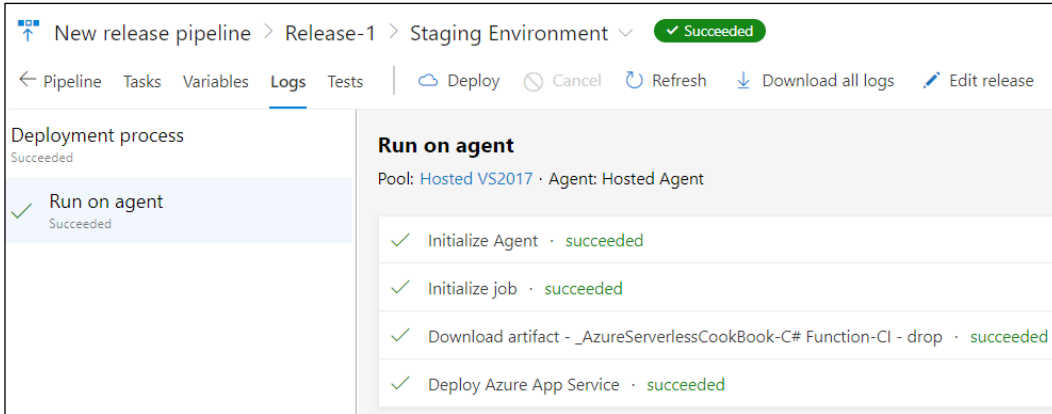 New release pipeline > Release-1 > Staging Environment Succeeded
Pipeline Tasks Variables Logs Tests Deploy Cancel Refresh Download all logs Edit release
Deployment process
Succeeded
Run on agent
Succeeded
Run on agent
Pool: Hosted VS2017 · Agent: Hosted Agent
Initialize Agent · succeeded
Initialize job · succeeded
Download artifact - _AzureServerlessCookBook-C# Function-CI - drop · succeeded
Deploy Azure App Service · succeeded